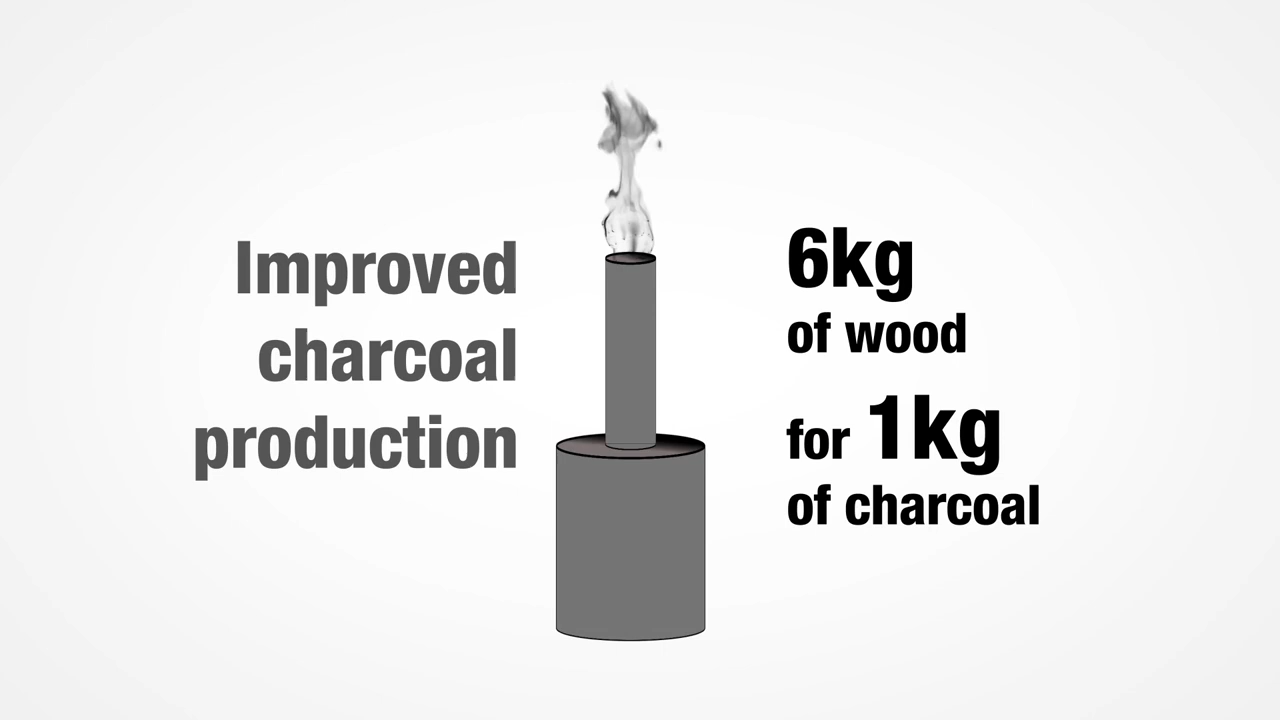 Improved
charcoal
production
6kg
of wood
for 1kg
of charcoal